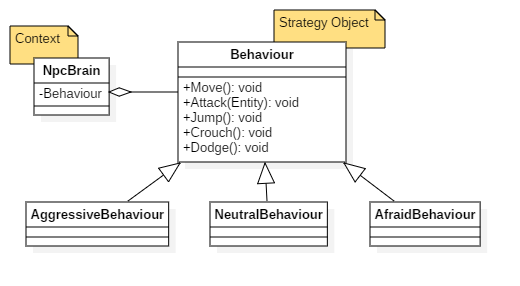 Strategy Object
Context
NpcBrain
-Behaviour
Behaviour
+Move(): void
+Attack(Entity): void
+Jump(): void
+Crouch(): void
+Dodge(): void
AggressiveBehaviour
NeutralBehaviour
AfraidBehaviour